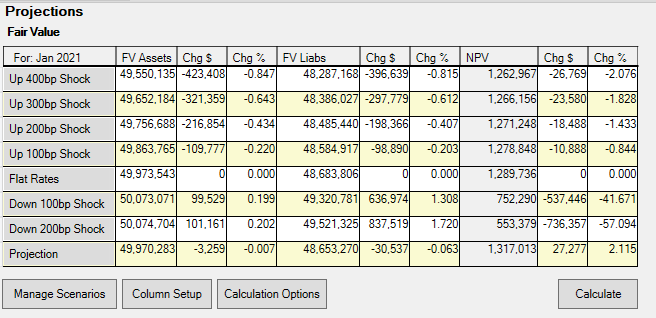 Projections
Fair Value
For: Jan 2021 FV Assets Chg $ Chg % FV Liabs Chg $ Chg % NPV Chg $ Chg %
Up 400bp Shock 49,550,135 -423,408 -0.847 48,287,168 -396,639 -0.815 1,262,967 -26,769 -2.076
Up 300bp Shock 49,652,184 -321,359 -0.643 48,386,027 -297,779 -0.612 1,266,156 -23,580 -1.828
Up 200bp Shock 49,756,688 -216,854 -0.434 48,485,440 -198,366 -0.407 1,271,248 -18,488 -1.433
Up 100bp Shock 49,863,765 -109,777 -0.220 48,584,917 -98,890 -0.203 1,278,848 -10,888 -0.844
Flat Rates 49,973,543 0 0.000 48,683,806 0 0.000 1,289,736 0 0.000
Down 100bp Shock 50,073,071 99,529 0.199 49,320,781 636,974 1.308 752,290 -537,446 -41.671
Down 200bp Shock 50,074,704 101,161 0.202 49,521,325 837,519 1.720 553,379 -736,357 -57.094
Projection 49,970,283 -3,259 -0.007 48,653,270 -30,537 -0.063 1,317,013 27,277 2.115
Manage Scenarios Column Setup Calculation Options Calculate